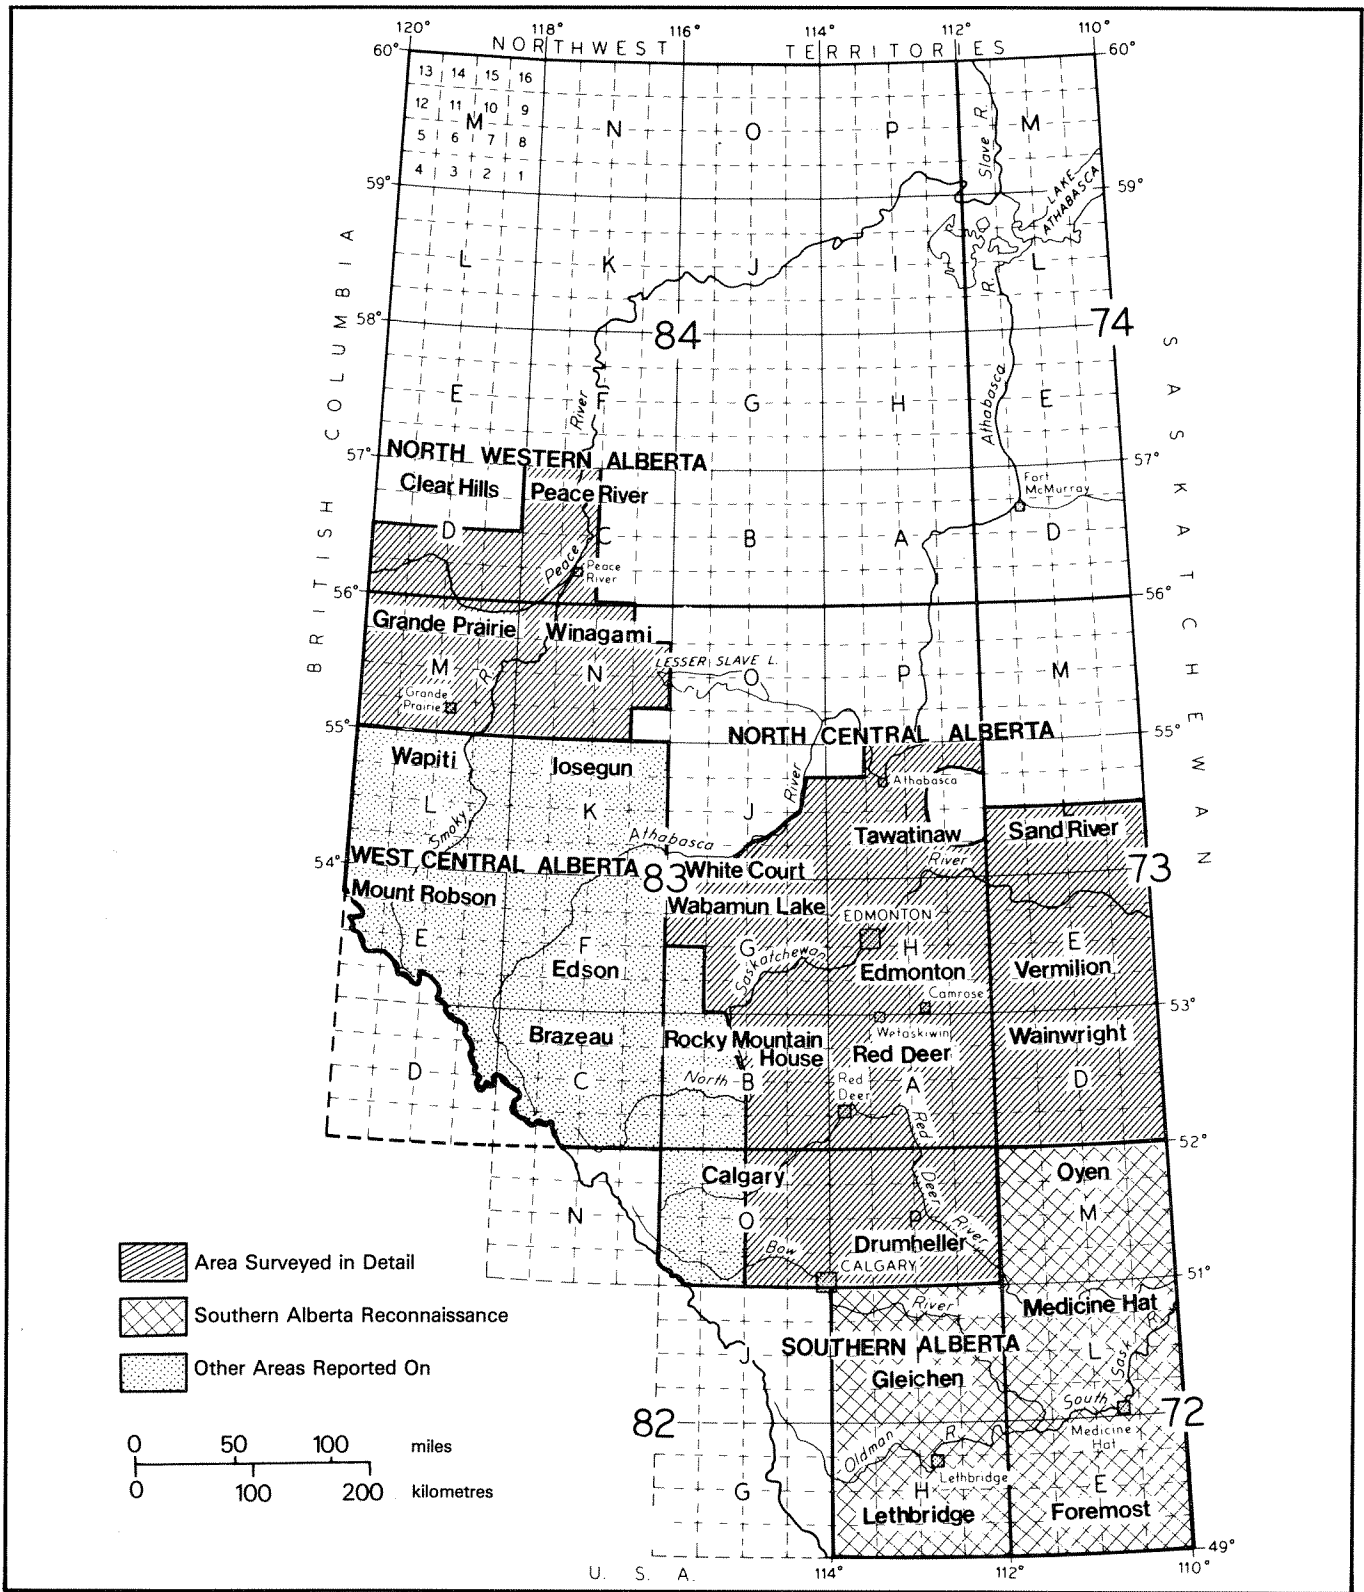 120° 118° 116° 114° 112° 110°
60° NORTHWEST TERRITORIES 60°
13 14 15 16
12 11 10 9
M N O P M
5 6 7 8
4 3 2 1
Slave R.
59° 59°
LAKE
ATHABASCA
BRITISH COLUMBIA
SASKATCHEWAN
L K J I L
R.
58° 84 74
E F G H E
River
Athabasca
57° NORTH WESTERN ALBERTA 57°
Clear Hills Peace River
Fort
McMurray
D C B A D
Peace
Peace
River
56° 56°
Grande Prairie Winagami
LESSER SLAVE L.
M N O P M
R.
Grande
Prairie
55° NORTH CENTRAL ALBERTA 55°
Wapiti Iosegun
River
Athabasca
L K J I L
Smoky
Athabasca
Tawatinaw Sand River
River
54° WEST CENTRAL ALBERTA 83 White Court 73
Mount Robson Wabamun Lake
EDMONTON
E F G H E
Saskatchewan
Edson Edmonton Vermilion
Camrose
53°
Wetaskiwin
Brazeau Rocky Mountain
House Red Deer Wainwright
D C North B A D
Red
Deer
Red Deer River
52°
Calgary Oyen
N O P M
Bow
Drumheller
CALGARY
51°
River
Medicine Hat
SOUTHERN ALBERTA
J L
Gleichen
R.
Sask
South
82 72
Oldman R.
Medicine
Hat
Lethbridge
G H E
Lethbridge Foremost
49°
U. S. A. 114° 112° 110°
Area Surveyed in Detail
Southern Alberta Reconnaissance
Other Areas Reported On
0 50 100 miles
0 100 200 kilometres